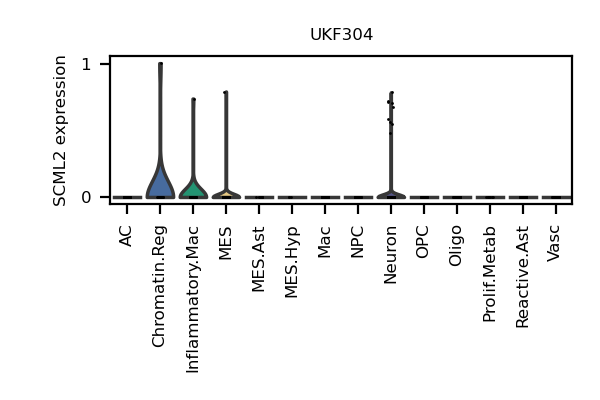 UKF304
SCML2 expression
1
0
AC
Chromatin.Reg
Inflammatory.Mac
MES
MES.Ast
MES.Hyp
Mac
NPC
Neuron
OPC
Oligo
Prolif.Metab
Reactive.Ast
Vasc